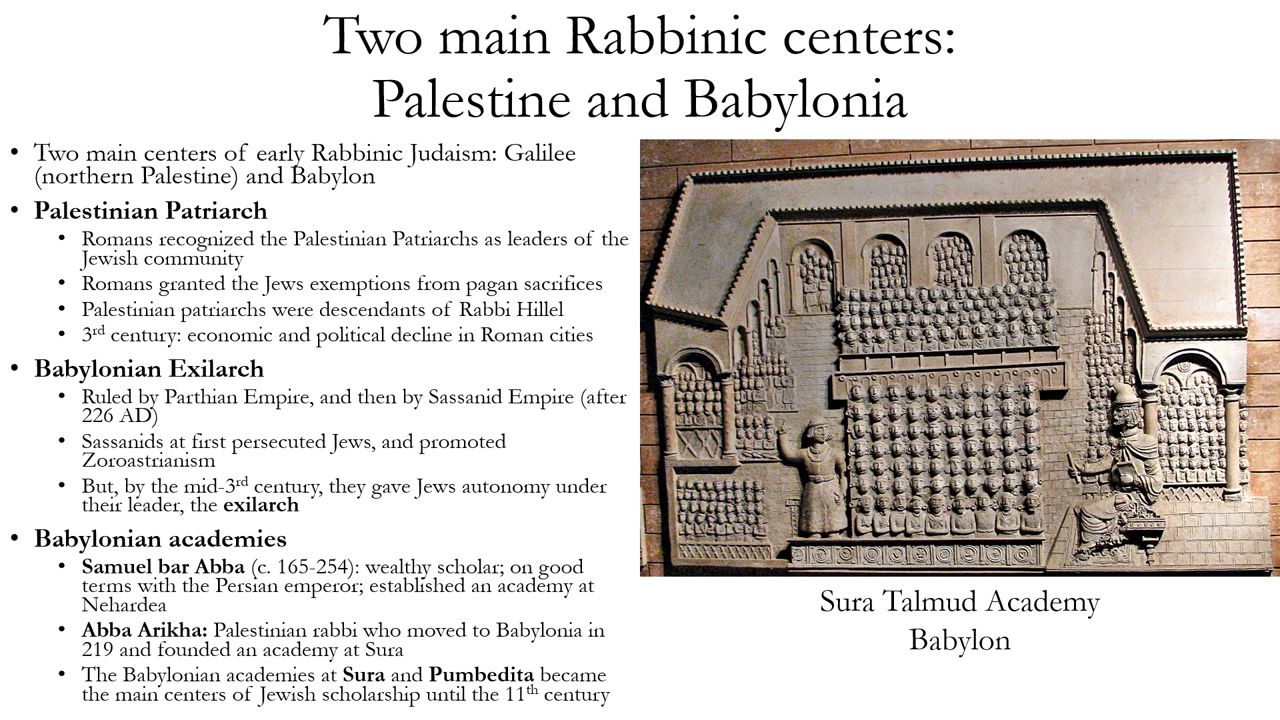 Two main Rabbinic centers:
Palestine and Babylonia
• Two main centers of early Rabbinic Judaism: Galilee
(northern Palestine) and Babylon
• Palestinian Patriarch
• Romans recognized the Palestinian Patriarchs as leaders of the
Jewish community
• Romans granted the Jews exemptions from pagan sacrifices
• Palestinian patriarchs were descendants of Rabbi Hillel
• 3rd century: economic and political decline in Roman cities
• Babylonian Exilarch
• Ruled by Parthian Empire, and then by Sassanid Empire (after
226 AD)
• Sassanids at first persecuted Jews, and promoted
Zoroastrianism
• But, by the mid-3rd century, they gave Jews autonomy under
their leader, the exilarch
• Babylonian academies
• Samuel bar Abba (c. 165-254): wealthy scholar; on good
terms with the Persian emperor; established an academy at
Nehardea
• Abba Arikha: Palestinian rabbi who moved to Babylonia in
219 and founded an academy at Sura
• The Babylonian academies at Sura and Pumbedita became
the main centers of Jewish scholarship until the 11th century
Sura Talmud Academy
Babylon